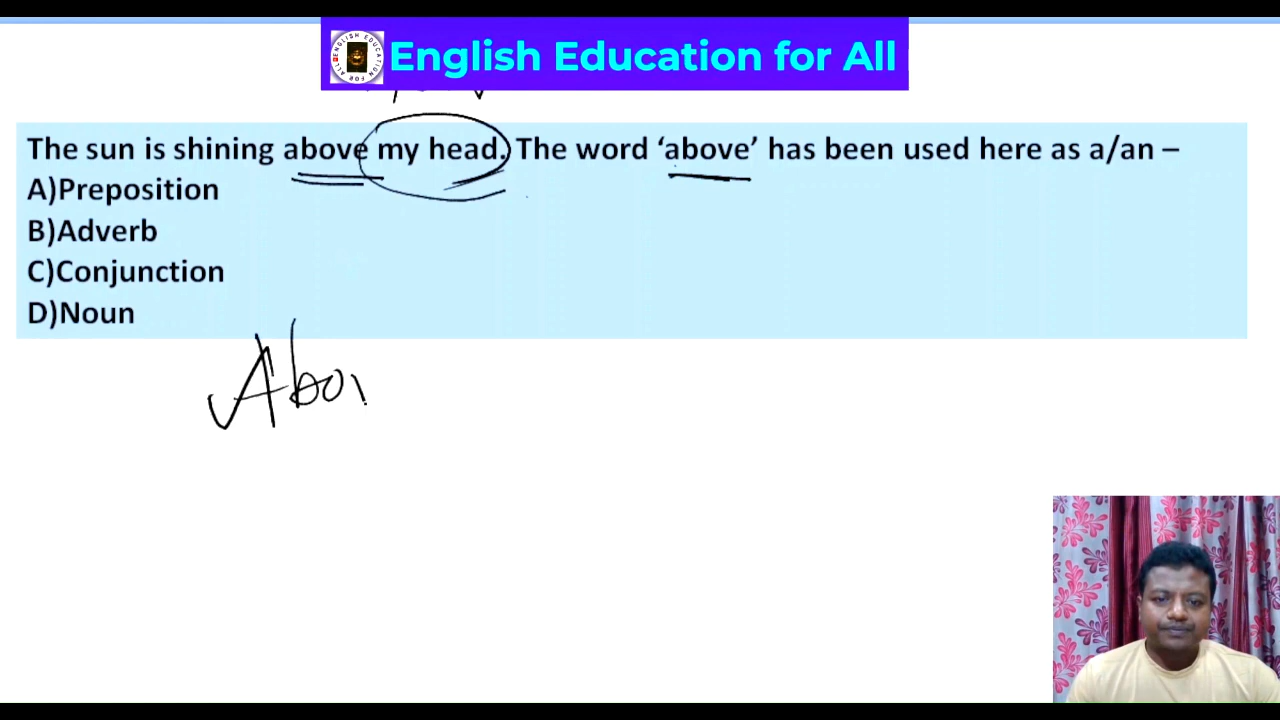 English Education for All
The sun is shining above my head. The word ‘above’ has been used here as a/an –
A)Preposition
B)Adverb
C)Conjunction
D)Noun
Abov